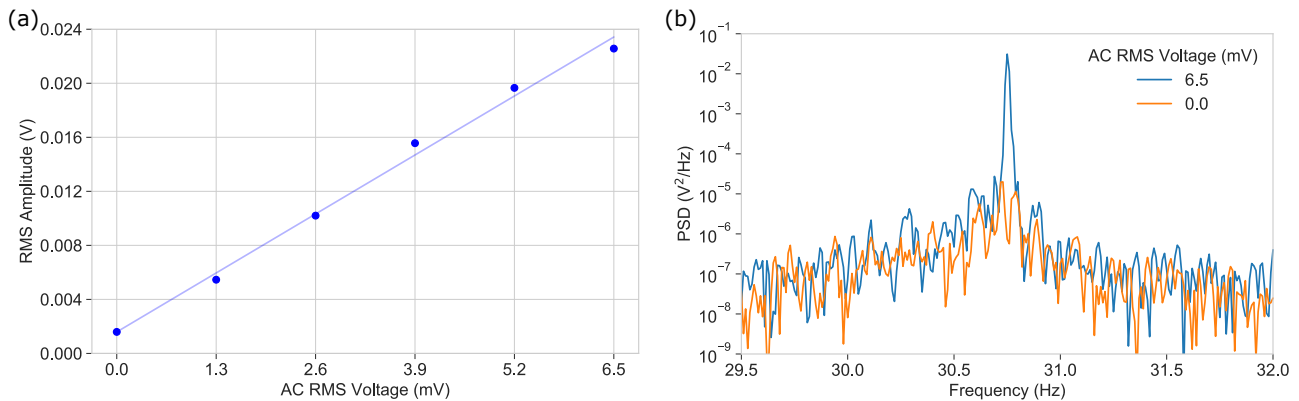 (a)
0.024
0.020
0.016
0.012
0.008
0.004
0.000
RMS Amplitude (V)
0.0 1.3 2.6 3.9 5.2 6.5
AC RMS Voltage (mV)
(b)
10⁻¹
10⁻²
10⁻³
10⁻⁴
10⁻⁵
10⁻⁶
10⁻⁷
10⁻⁸
10⁻⁹
PSD (V²/Hz)
AC RMS Voltage (mV)
6.5
0.0
29.5 30.0 30.5 31.0 31.5 32.0
Frequency (Hz)